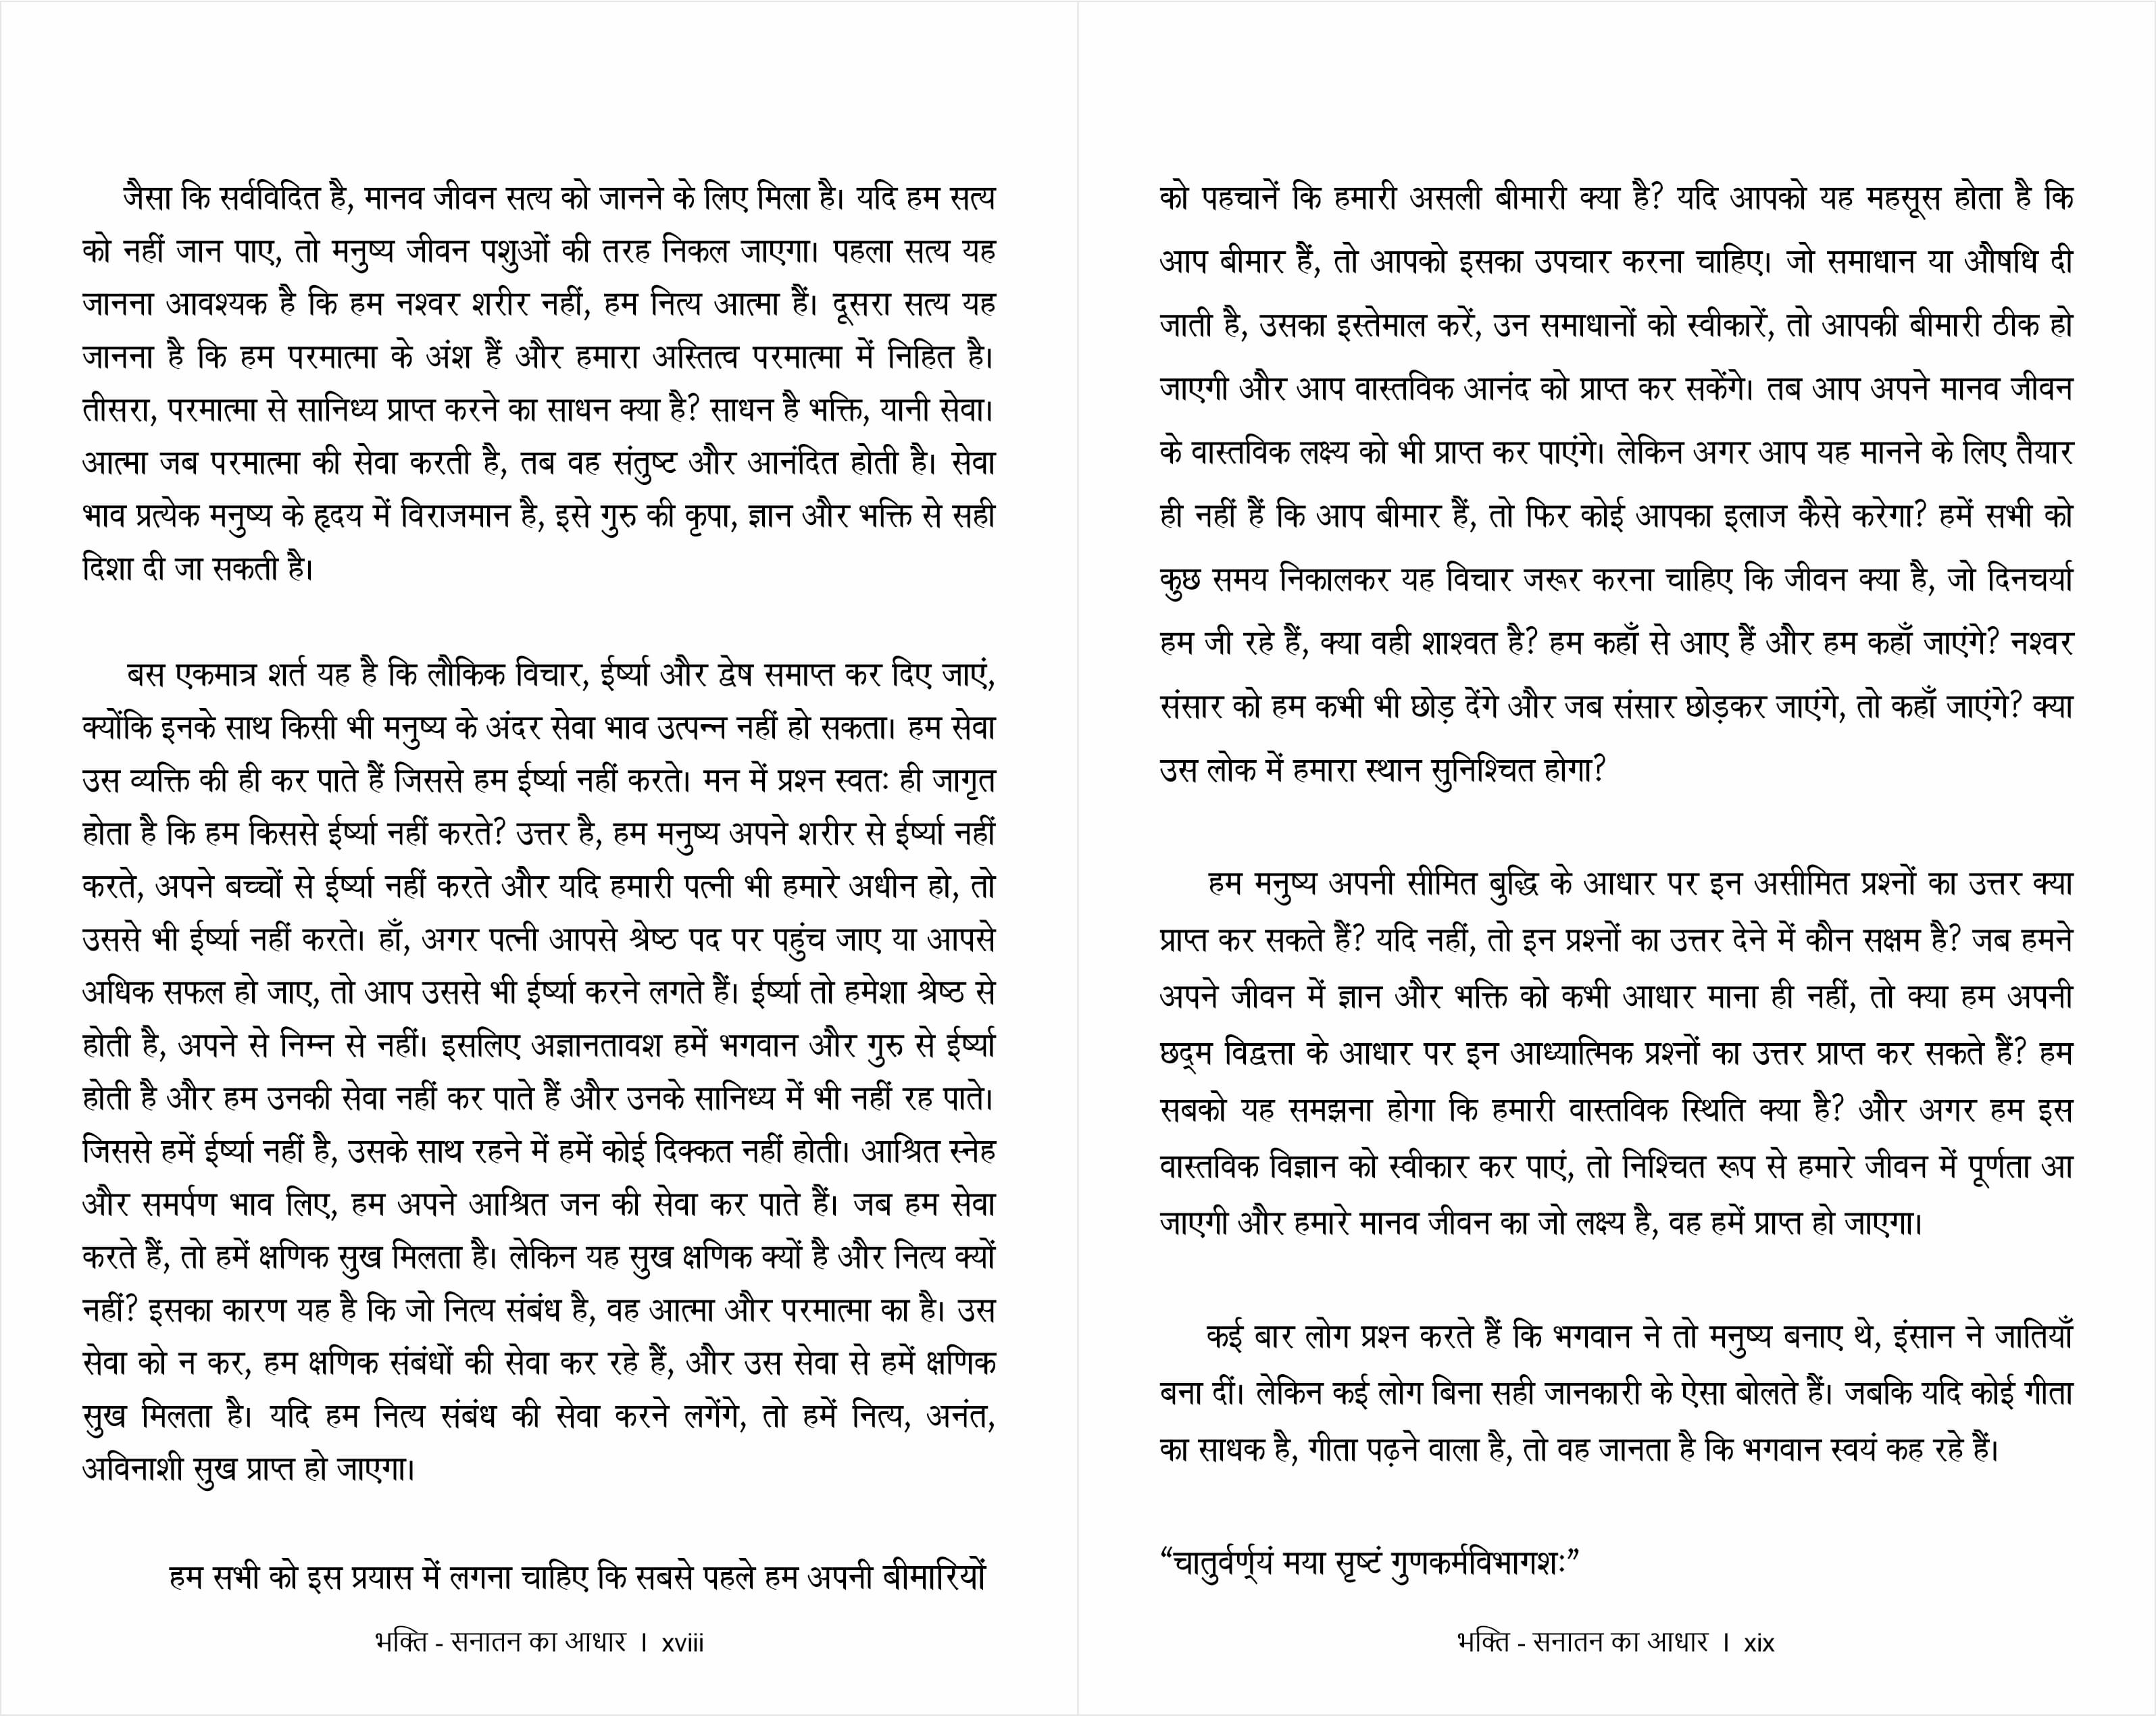 जैसा कि सर्वविदित है, मानव जीवन सत्य को जानने के लिए मिला है। यदि हम सत्य
को नहीं जान पाए, तो मनुष्य जीवन पशुओं की तरह निकल जाएगा। पहला सत्य यह
जानना आवश्यक है कि हम नश्वर शरीर नहीं, हम नित्य आत्मा हैं। दूसरा सत्य यह
जानना है कि हम परमात्मा के अंश हैं और हमारा अस्तित्व परमात्मा में निहित है।
तीसरा, परमात्मा से सानिध्य प्राप्त करने का साधन क्या है? साधन है भक्ति, यानी सेवा।
आत्मा जब परमात्मा की सेवा करती है, तब वह संतुष्ट और आनंदित होती है। सेवा
भाव प्रत्येक मनुष्य के हृदय में विराजमान है, इसे गुरु की कृपा, ज्ञान और भक्ति से सही
दिशा दी जा सकती है।
बस एकमात्र शर्त यह है कि लौकिक विचार, ईर्ष्या और द्वेष समाप्त कर दिए जाएं,
क्योंकि इनके साथ किसी भी मनुष्य के अंदर सेवा भाव उत्पन्न नहीं हो सकता। हम सेवा
उस व्यक्ति की ही कर पाते हैं जिससे हम ईर्ष्या नहीं करते। मन में प्रश्न स्वतः ही जागृत
होता है कि हम किससे ईर्ष्या नहीं करते? उत्तर है, हम मनुष्य अपने शरीर से ईर्ष्या नहीं
करते, अपने बच्चों से ईर्ष्या नहीं करते और यदि हमारी पत्नी भी हमारे अधीन हो, तो
उससे भी ईर्ष्या नहीं करते। हाँ, अगर पत्नी आपसे श्रेष्ठ पद पर पहुंच जाए या आपसे
अधिक सफल हो जाए, तो आप उससे भी ईर्ष्या करने लगते हैं। ईर्ष्या तो हमेशा श्रेष्ठ से
होती है, अपने से निम्न से नहीं। इसलिए अज्ञानतावश हमें भगवान और गुरु से ईर्ष्या
होती है और हम उनकी सेवा नहीं कर पाते हैं और उनके सानिध्य में भी नहीं रह पाते।
जिससे हमें ईर्ष्या नहीं है, उसके साथ रहने में हमें कोई दिक्कत नहीं होती। आश्रित स्नेह
और समर्पण भाव लिए, हम अपने आश्रित जन की सेवा कर पाते हैं। जब हम सेवा
करते हैं, तो हमें क्षणिक सुख मिलता है। लेकिन यह सुख क्षणिक क्यों है और नित्य क्यों
नहीं? इसका कारण यह है कि जो नित्य संबंध है, वह आत्मा और परमात्मा का है। उस
सेवा को न कर, हम क्षणिक संबंधों की सेवा कर रहे हैं, और उस सेवा से हमें क्षणिक
सुख मिलता है। यदि हम नित्य संबंध की सेवा करने लगेंगे, तो हमें नित्य, अनंत,
अविनाशी सुख प्राप्त हो जाएगा।
हम सभी को इस प्रयास में लगना चाहिए कि सबसे पहले हम अपनी बीमारियों
भक्ति - सनातन का आधार । xviii
को पहचानें कि हमारी असली बीमारी क्या है? यदि आपको यह महसूस होता है कि
आप बीमार हैं, तो आपको इसका उपचार करना चाहिए। जो समाधान या औषधि दी
जाती है, उसका इस्तेमाल करें, उन समाधानों को स्वीकारें, तो आपकी बीमारी ठीक हो
जाएगी और आप वास्तविक आनंद को प्राप्त कर सकेंगे। तब आप अपने मानव जीवन
के वास्तविक लक्ष्य को भी प्राप्त कर पाएंगे। लेकिन अगर आप यह मानने के लिए तैयार
ही नहीं हैं कि आप बीमार हैं, तो फिर कोई आपका इलाज कैसे करेगा? हमें सभी को
कुछ समय निकालकर यह विचार जरूर करना चाहिए कि जीवन क्या है, जो दिनचर्या
हम जी रहे हैं, क्या वही शाश्वत है? हम कहाँ से आए हैं और हम कहाँ जाएंगे? नश्वर
संसार को हम कभी भी छोड़ देंगे और जब संसार छोड़कर जाएंगे, तो कहाँ जाएंगे? क्या
उस लोक में हमारा स्थान सुनिश्चित होगा?
हम मनुष्य अपनी सीमित बुद्धि के आधार पर इन असीमित प्रश्नों का उत्तर क्या
प्राप्त कर सकते हैं? यदि नहीं, तो इन प्रश्नों का उत्तर देने में कौन सक्षम है? जब हमने
अपने जीवन में ज्ञान और भक्ति को कभी आधार माना ही नहीं, तो क्या हम अपनी
छद्‌म विद्वत्ता के आधार पर इन आध्यात्मिक प्रश्नों का उत्तर प्राप्त कर सकते हैं? हम
सबको यह समझना होगा कि हमारी वास्तविक स्थिति क्या है? और अगर हम इस
वास्तविक विज्ञान को स्वीकार कर पाएं, तो निश्चित रूप से हमारे जीवन में पूर्णता आ
जाएगी और हमारे मानव जीवन का जो लक्ष्य है, वह हमें प्राप्त हो जाएगा।
कई बार लोग प्रश्न करते हैं कि भगवान ने तो मनुष्य बनाए थे, इंसान ने जातियाँ
बना दीं। लेकिन कई लोग बिना सही जानकारी के ऐसा बोलते हैं। जबकि यदि कोई गीता
का साधक है, गीता पढ़ने वाला है, तो वह जानता है कि भगवान स्वयं कह रहे हैं।
“चातुर्वर्ण्यं मया सृष्टं गुणकर्मविभागशः”
भक्ति - सनातन का आधार । xix